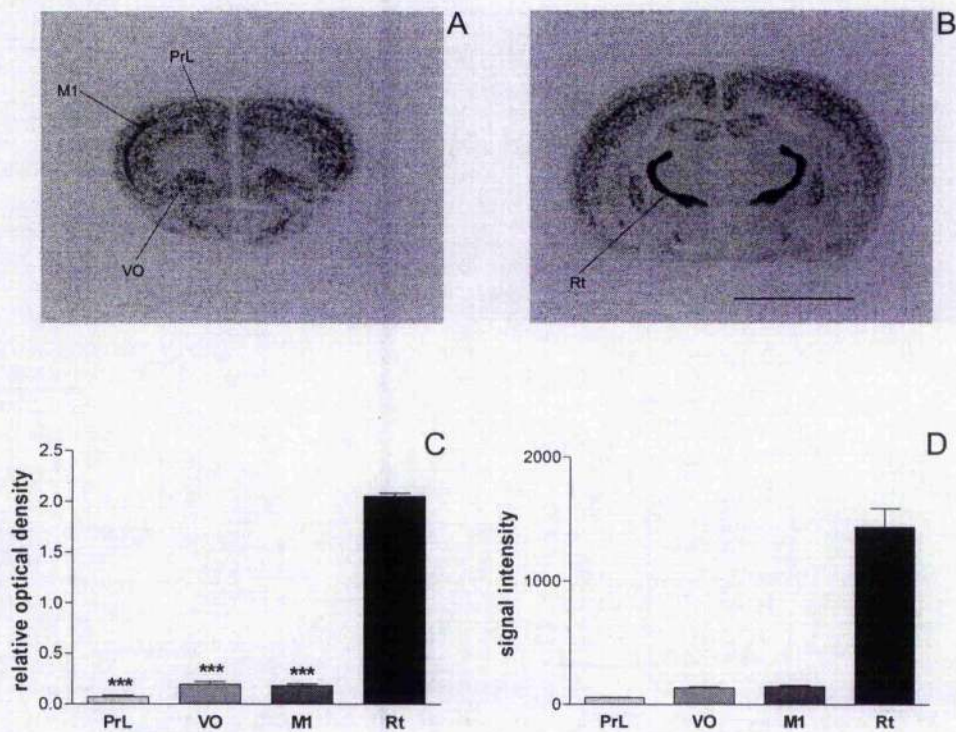 A
PrL
M1
VO
B
Rt
C
relative optical density
2.5
2.0
1.5
1.0
0.5
0.0
***
***
***
PrL
VO
M1
Rt
D
signal intensity
2000
1000
0
PrL
VO
M1
Rt